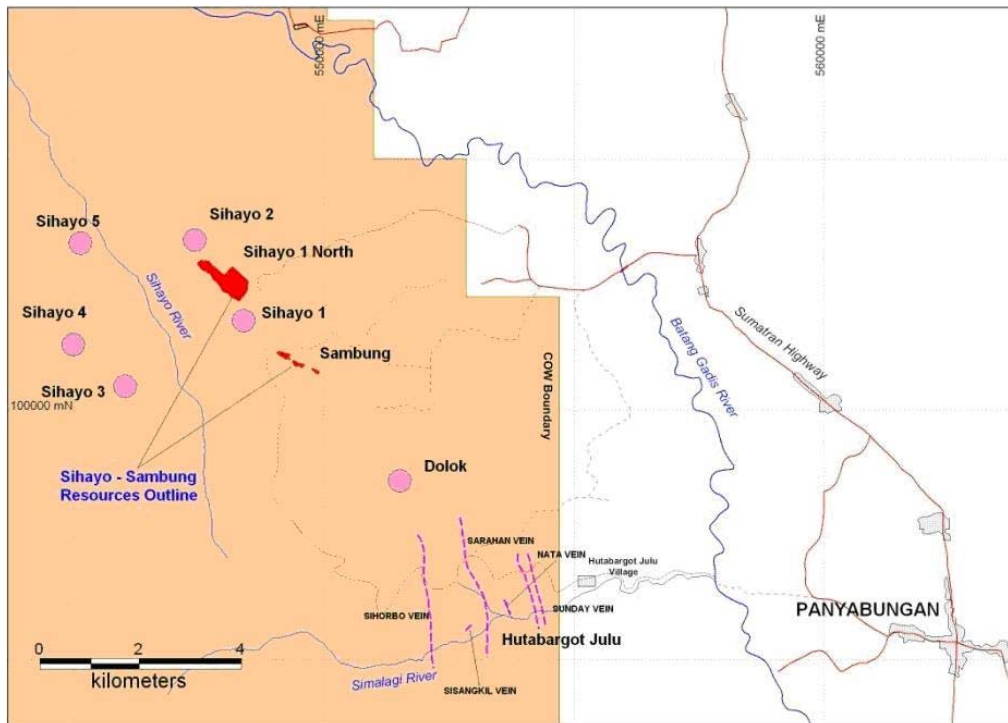 550000 mE
560000 mE
Sihayo 5
Sihayo 2
Sihayo 1 North
Sihayo River
Sihayo 4
Sihayo 1
Sambung
Sihayo 3
100000 mN
COW Boundary
Batang Gadis River
Sumatran Highway
Sihayo - Sambung
Resources Outline
Dolok
SARAHAN VEIN
NATA VEIN
Hutabargot Julu
Village
SIHORBO VEIN
SUNDAY VEIN
PANYABUNGAN
Hutabargot Julu
0 2 4
kilometers
Simalagi River
SISANGKIL VEIN